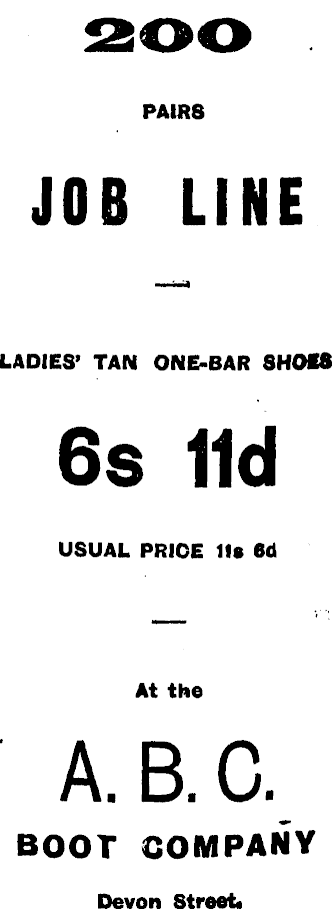 200
PAIRS
JOB LINE
LADIES' TAN ONE-BAR SHOES
6s 11d
USUAL PRICE 11s 6d
At the
A. B. C.
BOOT COMPANY
Devon Street.